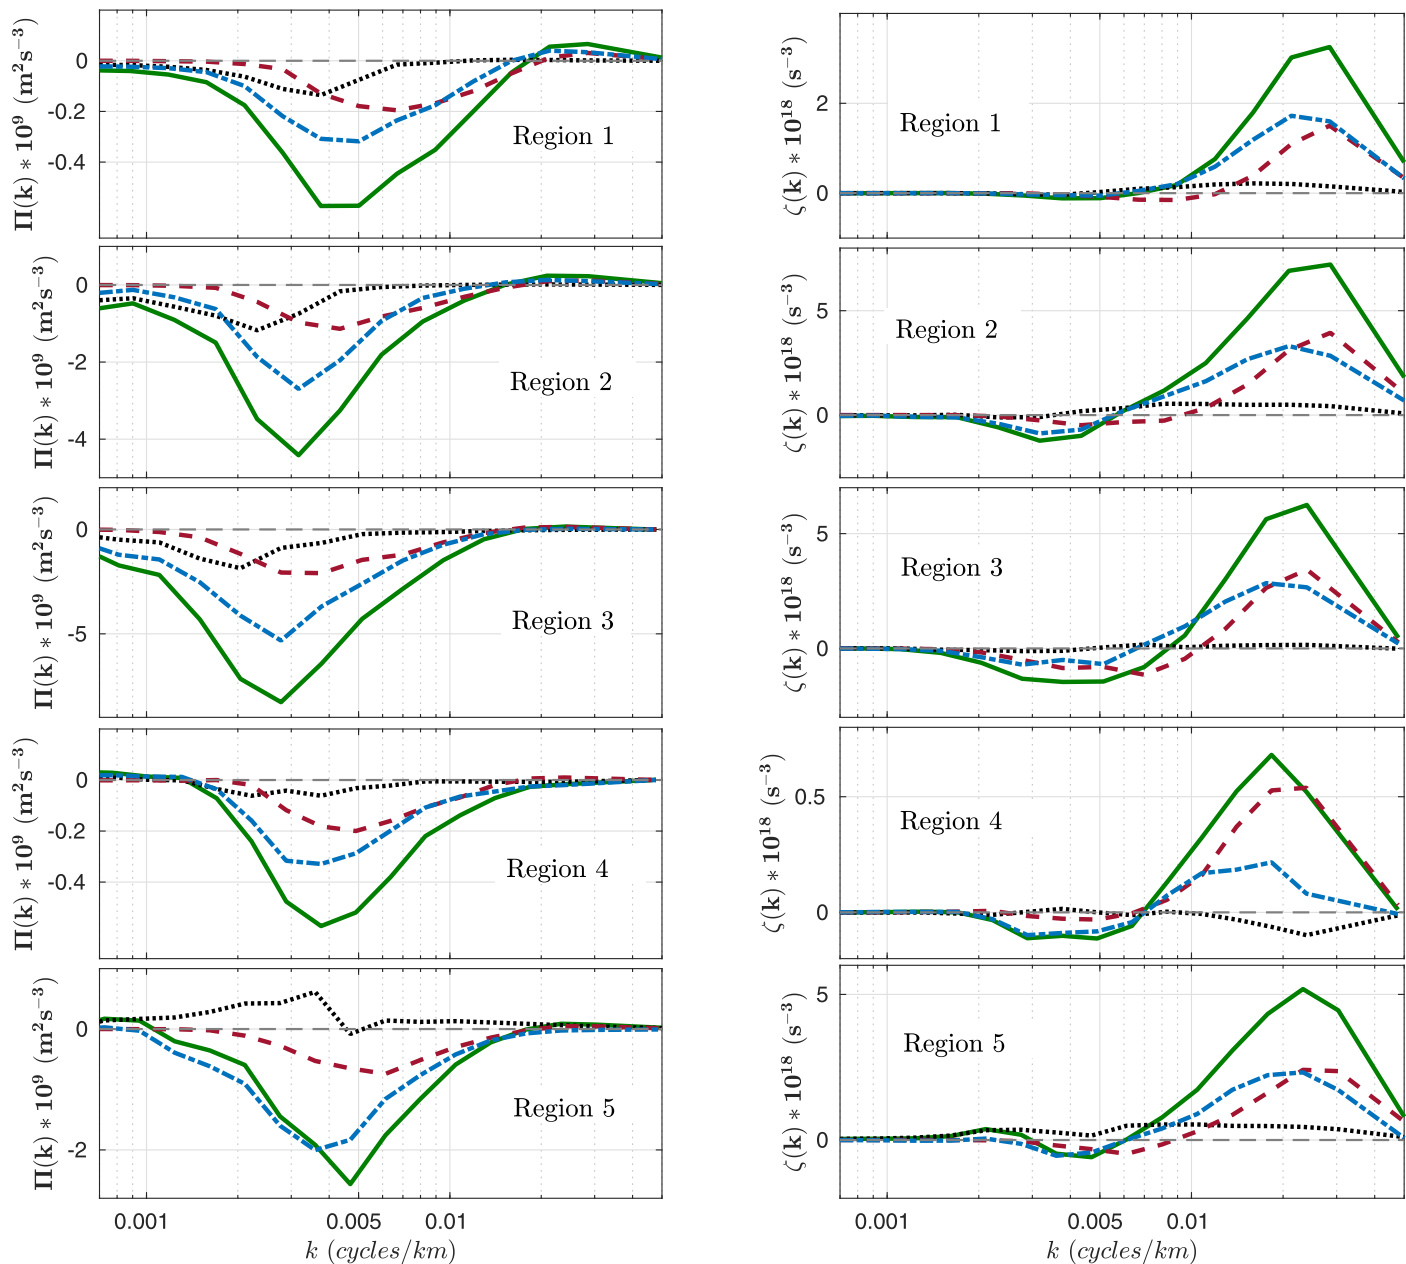 Π(k) ∗ 10⁹ (m²s⁻³)
0
-0.2
-0.4
Region 1
ζ(k) ∗ 10¹⁸ (s⁻³)
2
0
Region 1
Π(k) ∗ 10⁹ (m²s⁻³)
0
-2
-4
Region 2
ζ(k) ∗ 10¹⁸ (s⁻³)
5
0
Region 2
Π(k) ∗ 10⁹ (m²s⁻³)
0
-5
Region 3
ζ(k) ∗ 10¹⁸ (s⁻³)
5
0
Region 3
Π(k) ∗ 10⁹ (m²s⁻³)
0
-0.2
-0.4
Region 4
ζ(k) ∗ 10¹⁸ (s⁻³)
0.5
0
Region 4
Π(k) ∗ 10⁹ (m²s⁻³)
0
-2
Region 5
0.001 0.005 0.01
k (cycles/km)
ζ(k) ∗ 10¹⁸ (s⁻³)
5
0
Region 5
0.001 0.005 0.01
k (cycles/km)